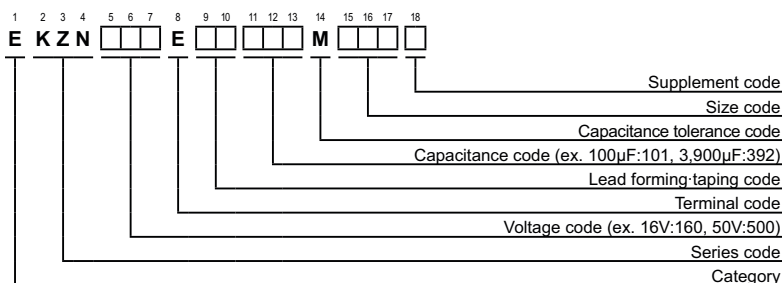 1 2 3 4 5 6 7 8 9 10 11 12 13 14 15 16 17 18
E K Z N E M
Supplement code
Size code
Capacitance tolerance code
Capacitance code (ex. 100μF:101, 3,900μF:392)
Lead forming·taping code
Terminal code
Voltage code (ex. 16V:160, 50V:500)
Series code
Category